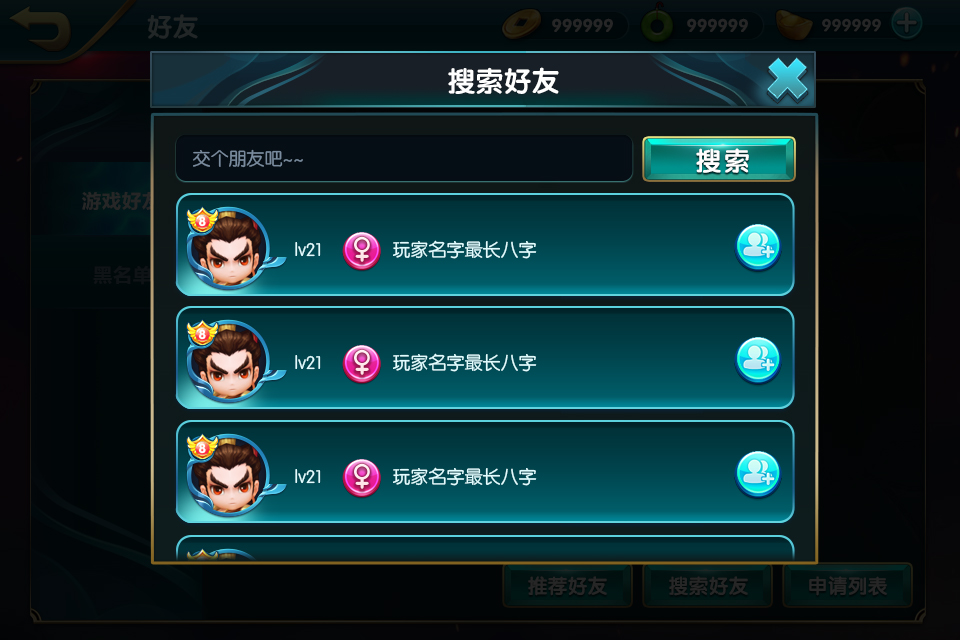 好友
999999
999999
999999
搜索好友
交个朋友吧~~
搜索
游戏好友
黑名单
8
lv21
玩家名字最长八字
8
lv21
玩家名字最长八字
8
lv21
玩家名字最长八字
推荐好友
搜索好友
申请列表